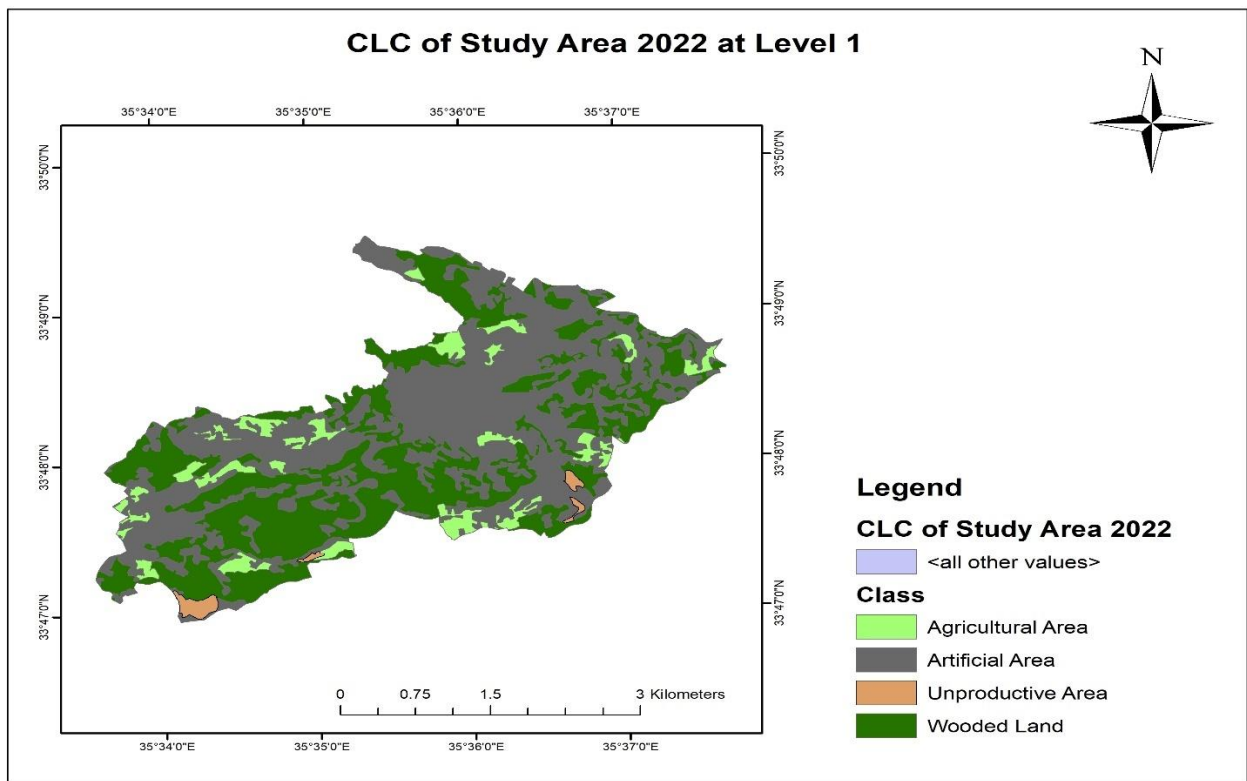 CLC of Study Area 2022 at Level 1
N
35°34'0"E 35°35'0"E 35°36'0"E 35°37'0"E
33°50'0"N 33°50'0"N
33°49'0"N 33°49'0"N
33°48'0"N 33°48'0"N
33°47'0"N 33°47'0"N
0 0.75 1.5 3 Kilometers
35°34'0"E 35°35'0"E 35°36'0"E 35°37'0"E
Legend
CLC of Study Area 2022
<all other values>
Class
Agricultural Area
Artificial Area
Unproductive Area
Wooded Land